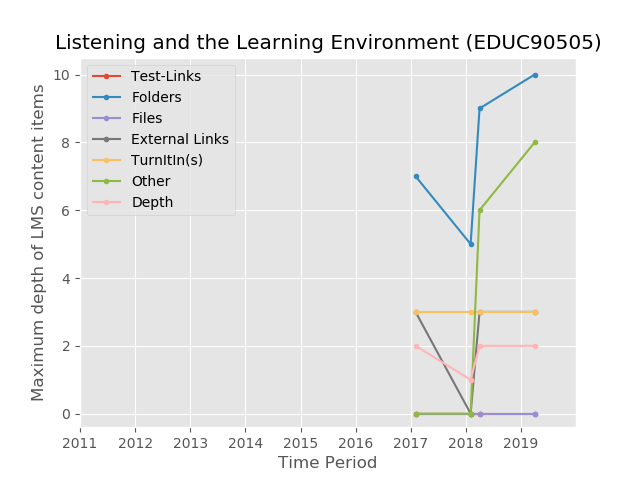 Listening and the Learning Environment (EDUC90505)
Test-Links
Folders
Files
External Links
TurnItIn(s)
Other
Depth
Maximum depth of LMS content items
10
8
6
4
2
0
2011 2012 2013 2014 2015 2016 2017 2018 2019
Time Period